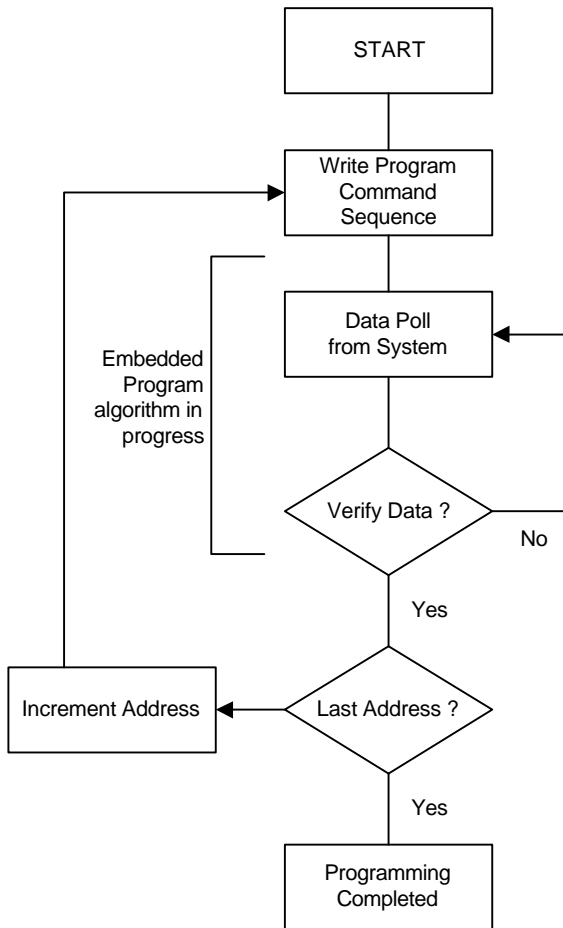 START
Write Program
Command
Sequence
Data Poll
from System
Embedded
Program
algorithm in
progress
Verify Data ?
No
Yes
Increment Address
Last Address ?
Yes
Programming
Completed